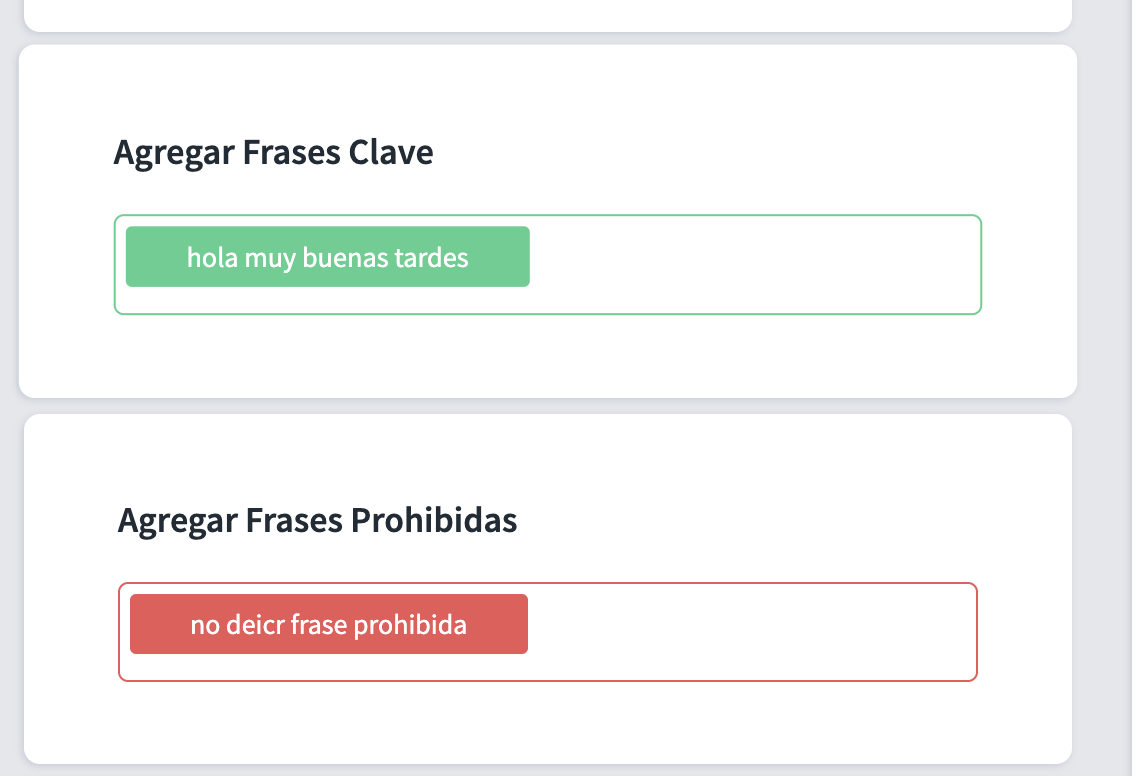 Agregar Frases Clave
hola muy buenas tardes
Agregar Frases Prohibidas
no deicr frase prohibida